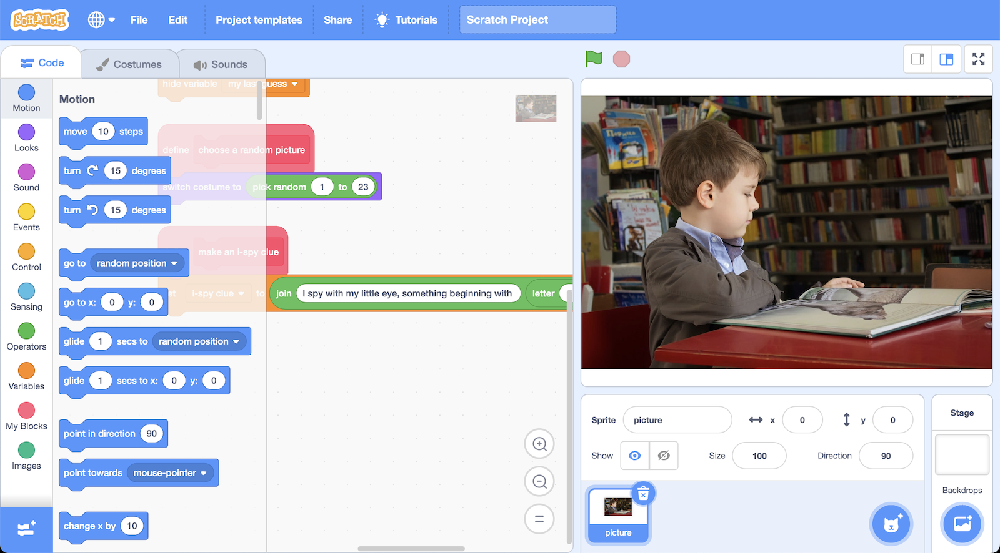 SCRATCH
File
Edit
Project templates
Share
Tutorials
Scratch Project
Code
Costumes
Sounds
Motion
Looks
Sound
Events
Control
Sensing
Operators
Variables
My Blocks
Images
Motion
move 10 steps
turn 15 degrees
turn 15 degrees
go to random position
go to x: 0 y: 0
glide 1 secs to random position
glide 1 secs to x: 0 y: 0
point in direction 90
point towards mouse-pointer
change x by 10
hide variable my last guess
define choose a random picture
switch costume to pick random 1 to 23
make an i-spy clue
i-spy clue to join I spy with my little eye, something beginning with letter
Sprite picture x 0 y 0
Show Size 100 Direction 90
picture
Stage
Backdrops